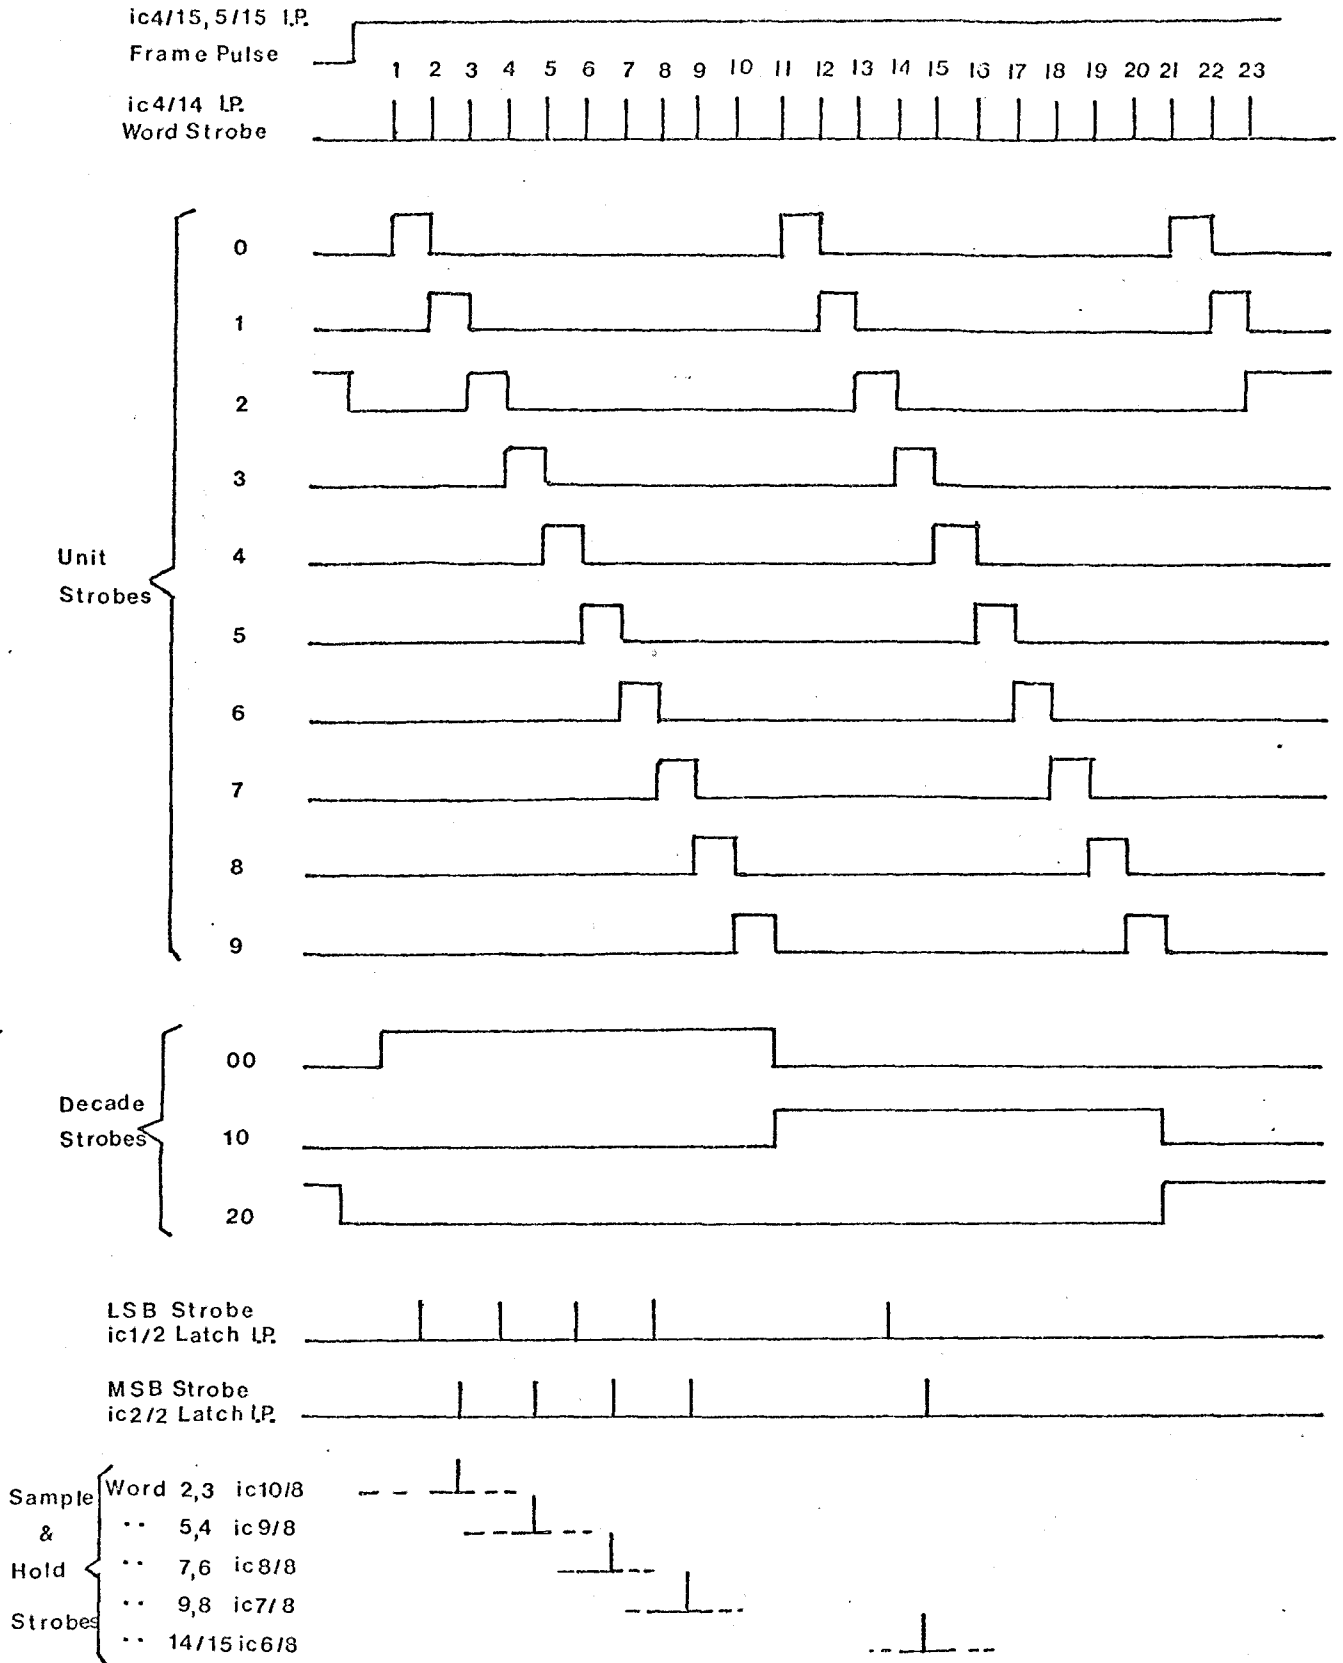 ic4/15, 5/15 I.P.
Frame Pulse
1 2 3 4 5 6 7 8 9 10 11 12 13 14 15 16 17 18 19 20 21 22 23
ic4/14 I.P.
Word Strobe
0
1
2
3
Unit
Strobes
4
5
6
7
8
9
00
Decade
Strobes
10
20
LSB Strobe
ic1/2 Latch I.P.
MSB Strobe
ic2/2 Latch I.P.
Sample
&
Hold
Strobes
Word 2,3 ic10/8
·· 5,4 ic9/8
·· 7,6 ic8/8
·· 9,8 ic7/8
·· 14/15 ic6/8